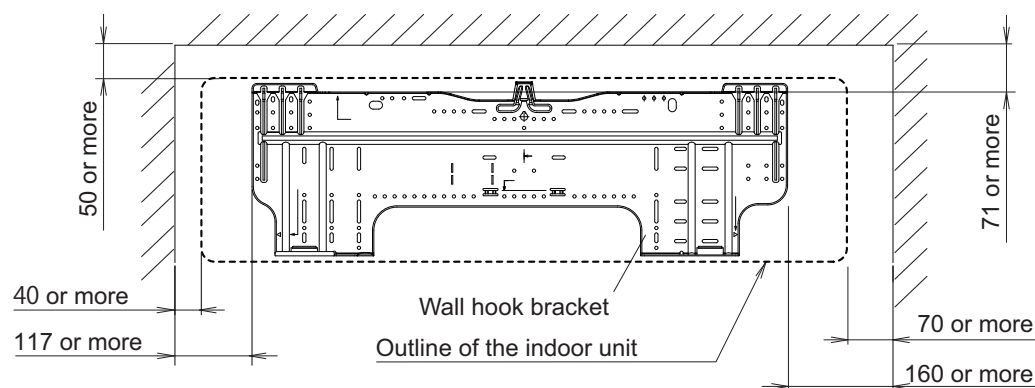 50 or more
71 or more
40 or more
117 or more
Wall hook bracket
Outline of the indoor unit
70 or more
160 or more